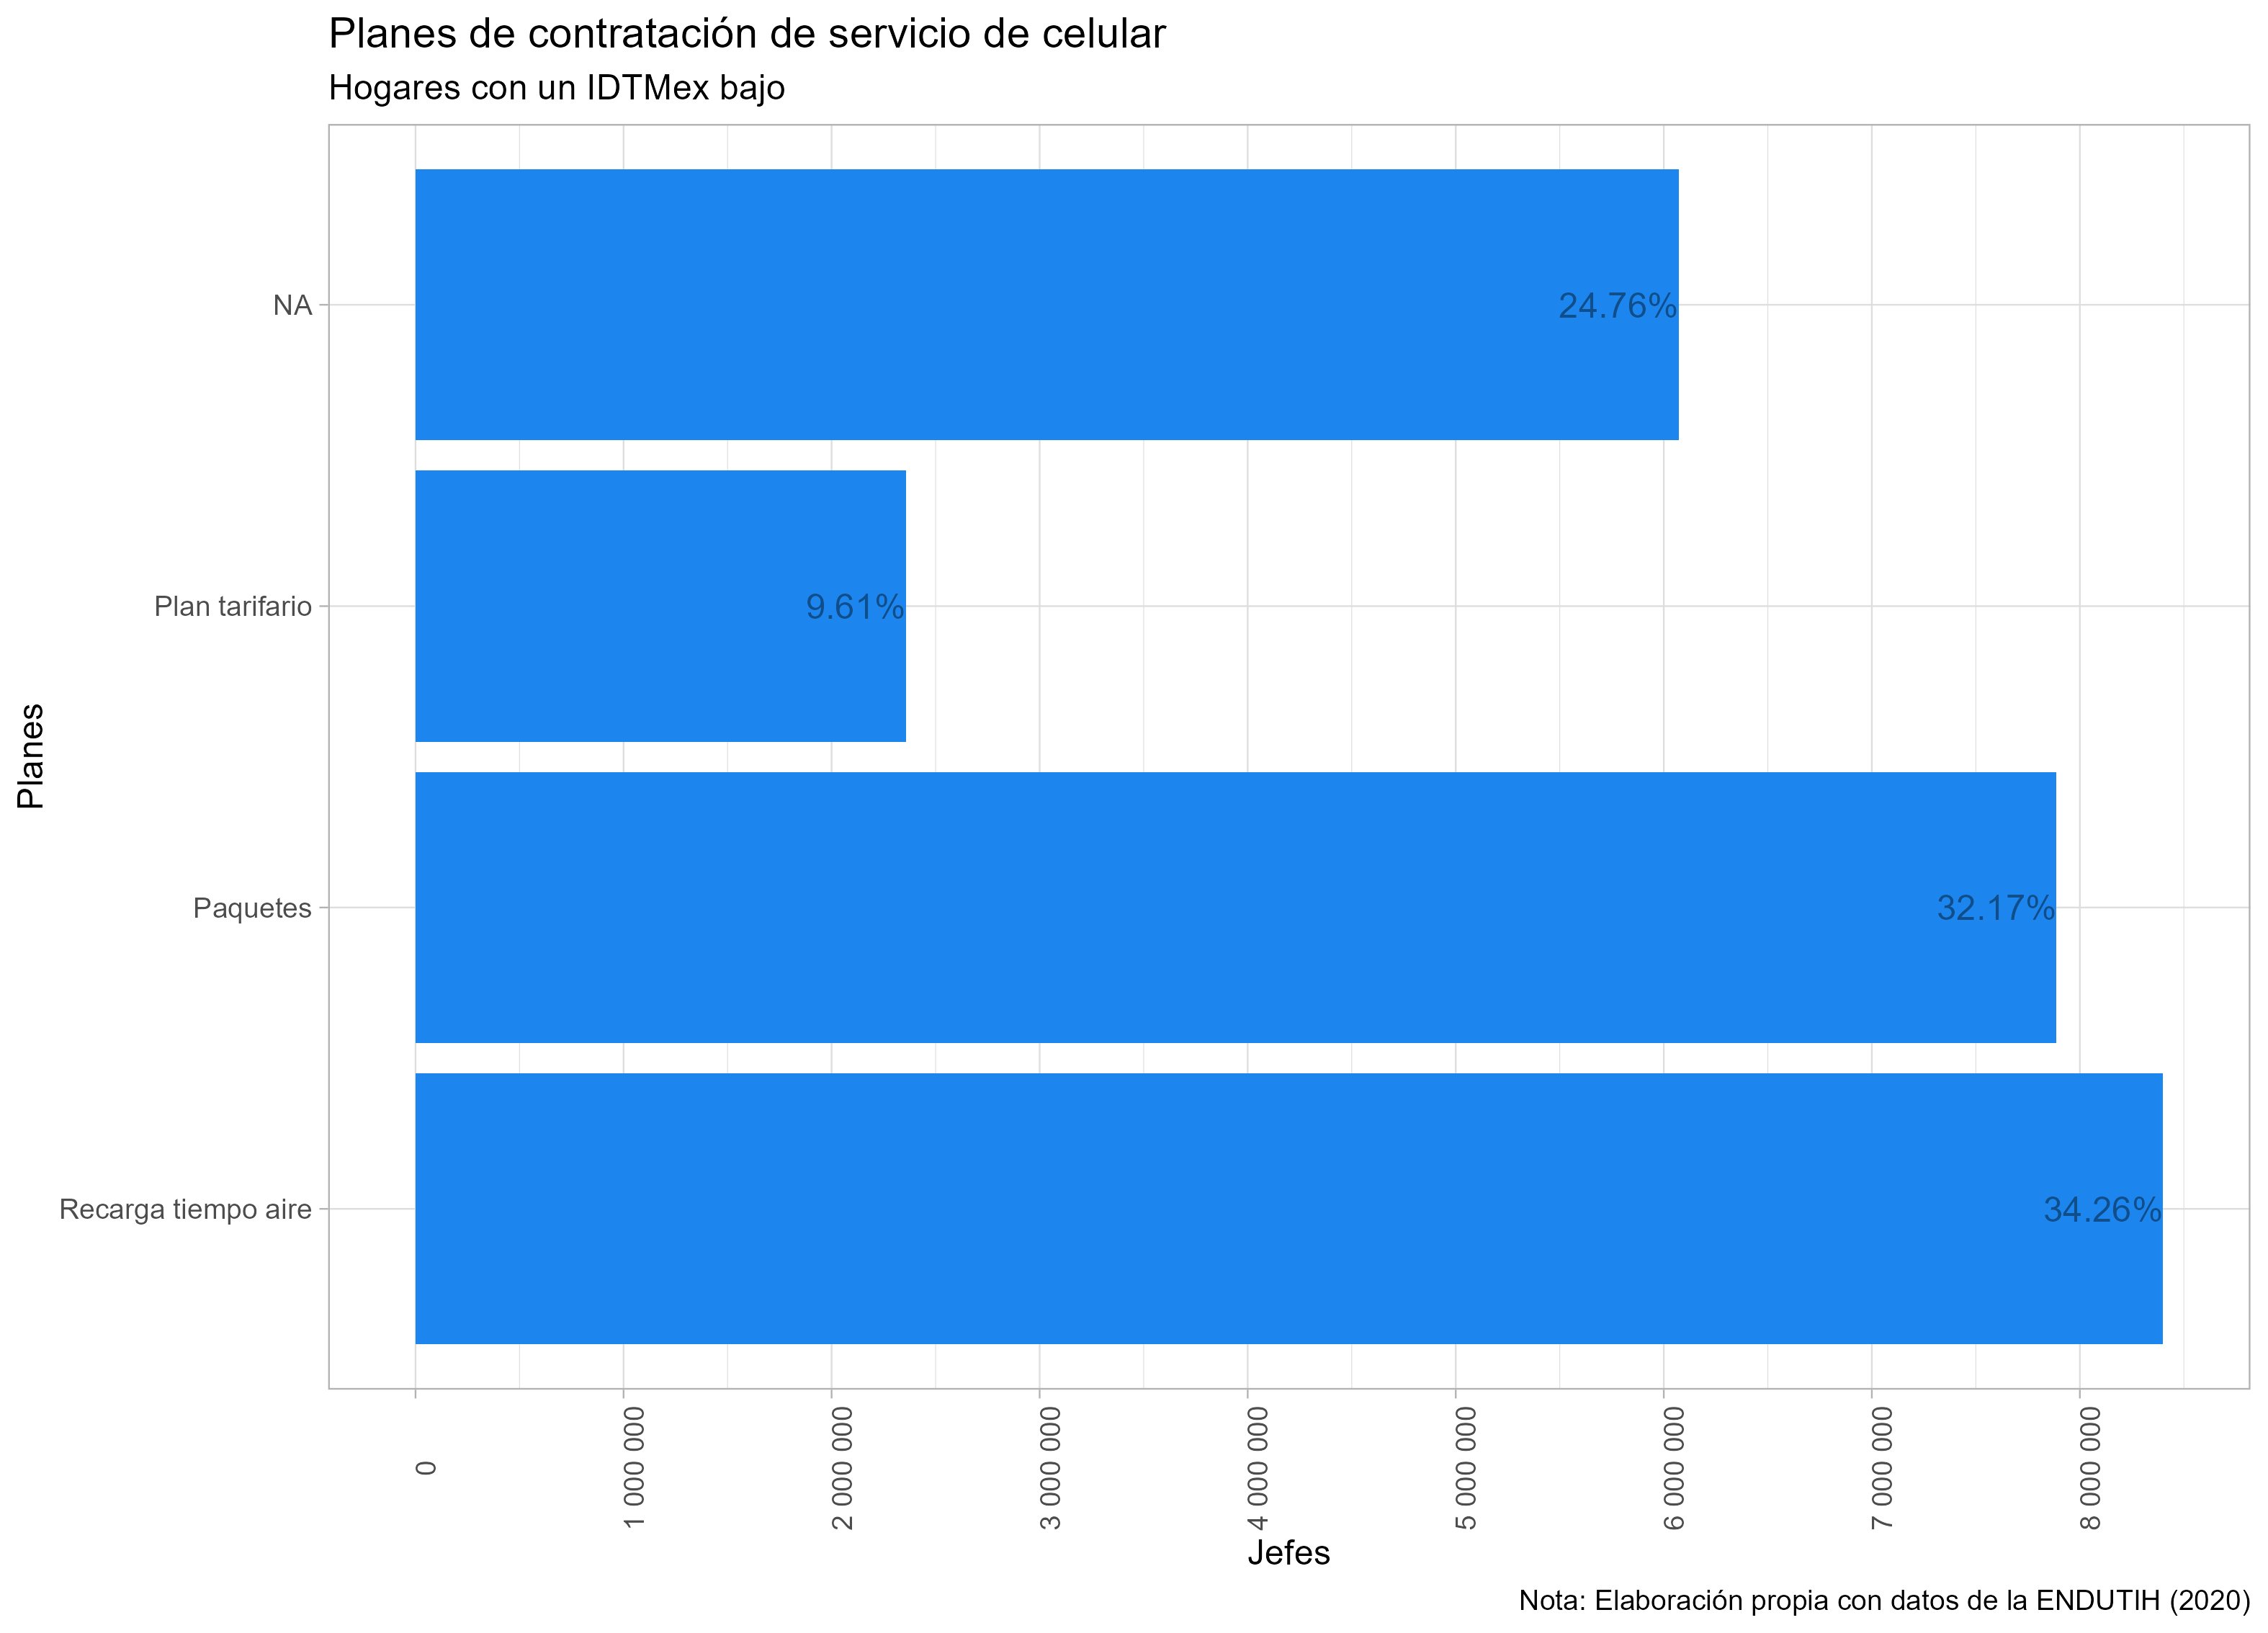 Planes de contratación de servicio de celular
Hogares con un IDTMex bajo
Planes
NA
24.76%
Plan tarifario
9.61%
Paquetes
32.17%
Recarga tiempo aire
34.26%
0
1 000 000
2 000 000
3 000 000
4 000 000
5 000 000
6 000 000
7 000 000
8 000 000
Jefes
Nota: Elaboración propia con datos de la ENDUTIH (2020)